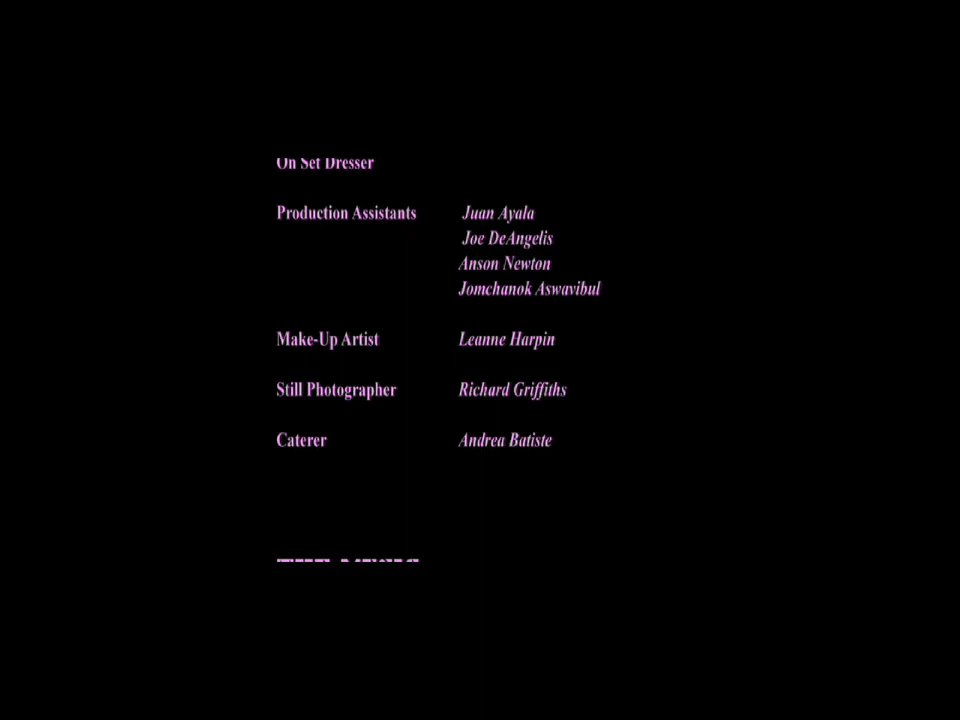 On Set Dresser
Production Assistants Juan Ayala
Joe DeAngelis
Anson Newton
Jomchanok Aswavibul
Make-Up Artist Leanne Harpin
Still Photographer Richard Griffiths
Caterer Andrea Batiste